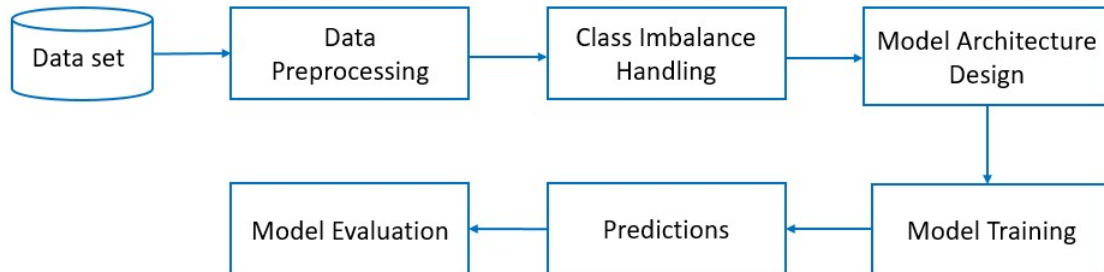 Data set
Data
Preprocessing
Class Imbalance
Handling
Model Architecture
Design
Model Training
Predictions
Model Evaluation